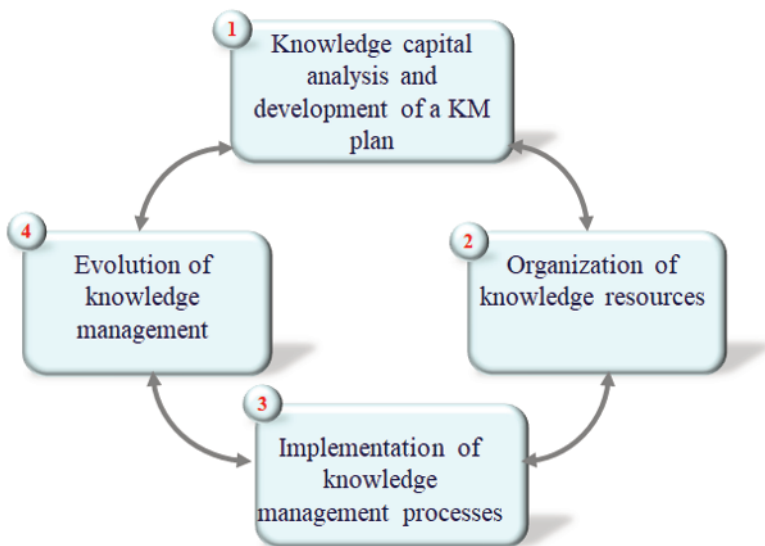 1
Knowledge capital
analysis and
development of a KM
plan
2
Organization of
knowledge resources
3
Implementation of
knowledge
management processes
4
Evolution of
knowledge
management